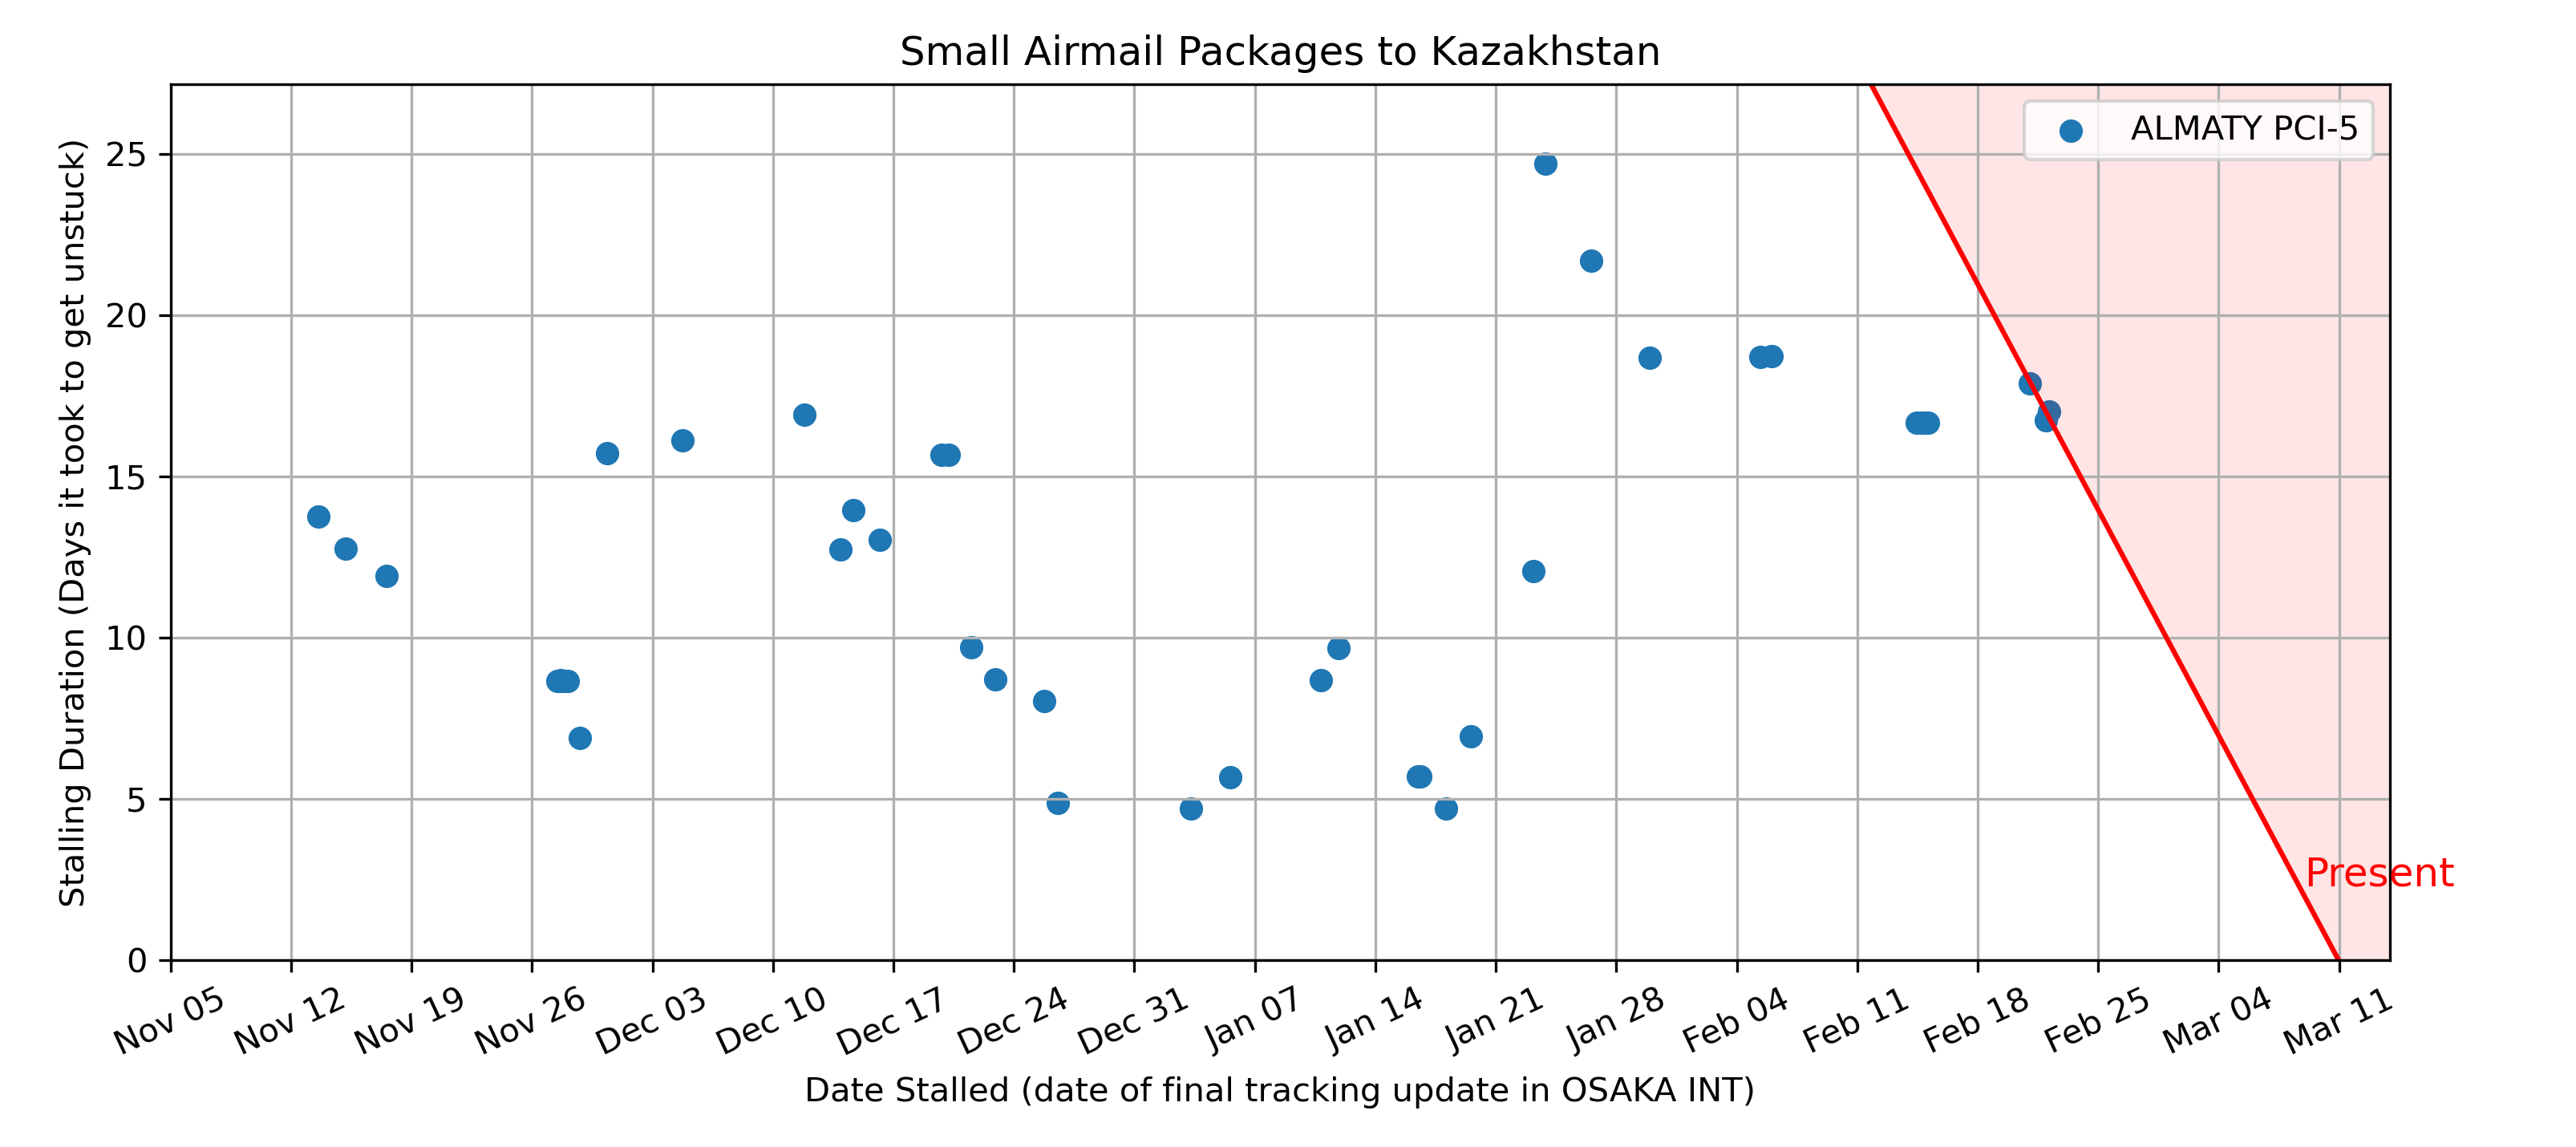 Small Airmail Packages to Kazakhstan
ALMATY PCI-5
Stalling Duration (Days it took to get unstuck)
25
20
15
10
5
0
Present
Nov 05
Nov 12
Nov 19
Nov 26
Dec 03
Dec 10
Dec 17
Dec 24
Dec 31
Jan 07
Jan 14
Jan 21
Jan 28
Feb 04
Feb 11
Feb 18
Feb 25
Mar 04
Mar 11
Date Stalled (date of final tracking update in OSAKA INT)